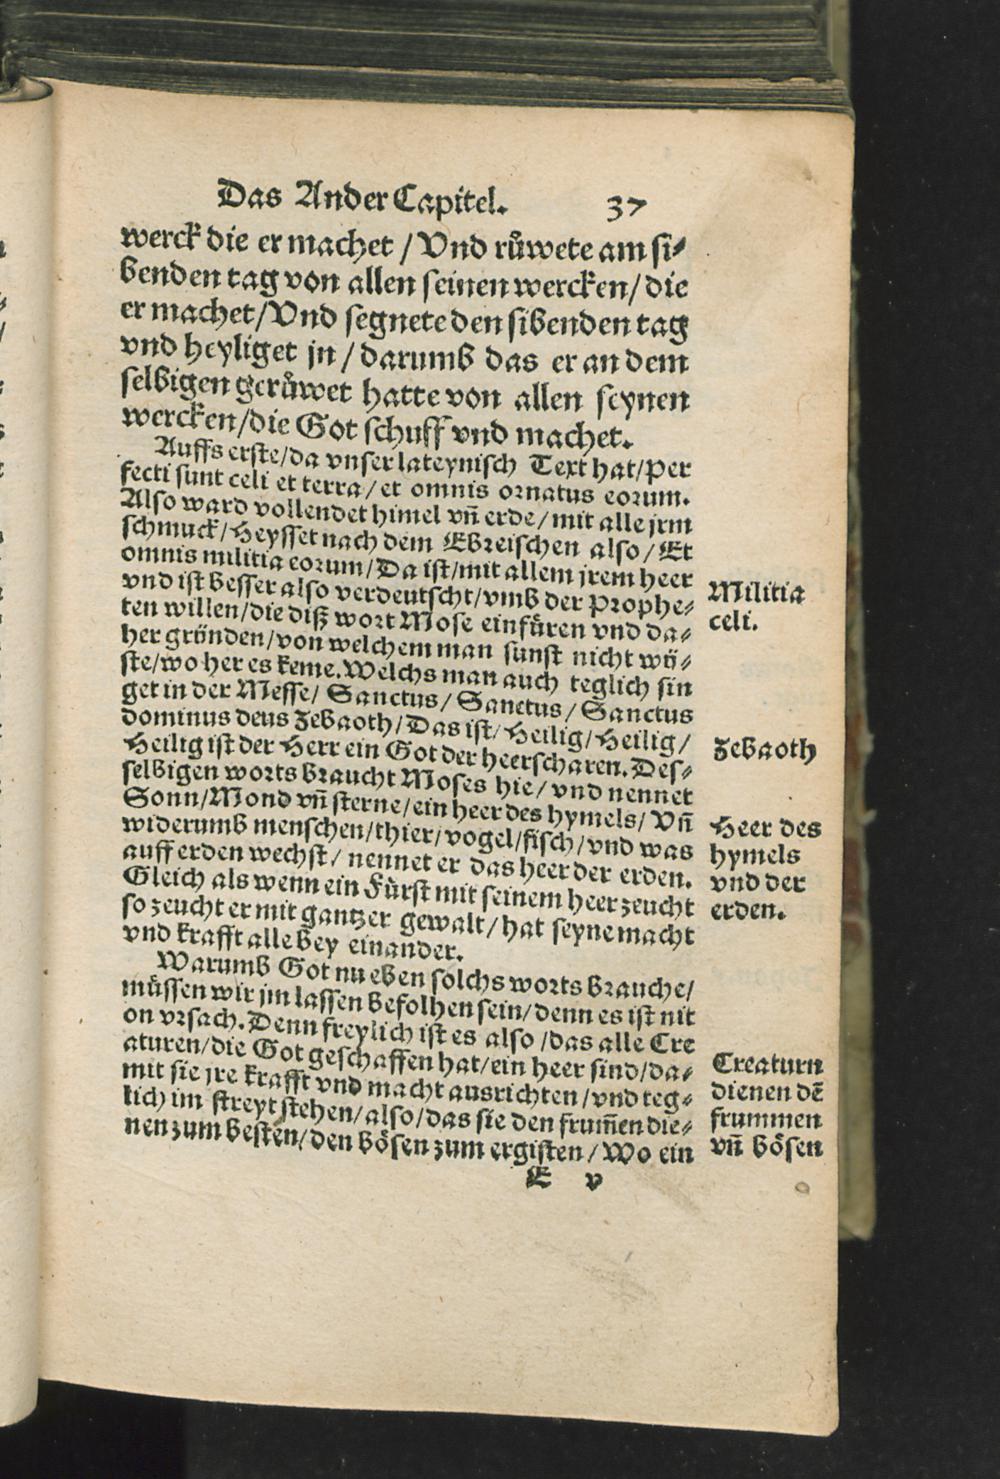 Das Ander Capitel. 37
werck die er machet / Vnd růwete am si⸗
benden tag von allen seinen wercken / die
er machet / Vnd segnete den sibenden tag
vnd heyliget jn / darumb das er an dem
selbigen gerůwet hatte von allen seynen
wercken / die Got schuff vnd machet.
Auffs erste / da vnser lateynisch Text hat / Per
fecti sunt celi et terra / et omnis ornatus eorum.
Also ward vollendet himel vn̄ erde / mit alle jrm
schmuck / Heysset nach dem Ebreischen also / Et
omnis militia eorum / Da ist / mit allem jrem heer
vnd ist besser also verdeutscht / vmb der Prophe⸗
ten willen / die diß wort Mose einfüren vnd da⸗
her gründen / von welchem man sunst nicht wü⸗
ste / wo her es keme. Welchs man auch teglich sin
get in der Messe / Sanctus / Sanctus / Sanctus
dominus deus Zebaoth / Das ist / Heilig / Heilig /
Heilig ist der Herr ein Got der heerscharen. Des⸗
selbigen worts braucht Moses hie / vnd nennet
Sonn / Mond vn̄ sterne / ein heer des hymels / Vn̄
widerumb menschen / thier / vogel / fisch / vnd was
auff erden wechst / nennet er das heer der erden.
Gleich als wenn ein Fürst mit seinem heer zeucht
so zeucht er mit gantzer gewalt / hat seyne macht
vnd krafft alle bey einander.
Warumb Got nu eben solchs worts brauche /
müssen wir jm lassen befolhen sein / denn es ist nit
on vrsach. Denn freylich ist es also / das alle Cre
aturen / die Got geschaffen hat / ein heer sind / da⸗
mit sie jre krafft vnd macht ausrichten / vnd teg⸗
lich im streyt stehen / also / das sie den frum̄en die⸗
nen zum besten / den bösen zum ergisten / Wo ein
E v
Militia
celi.
Zebaoth
Heer des
hymels
vnd der
erden.
Creaturn
dienen dē
frummen
vn̄ bösen